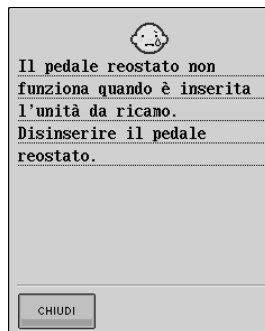 Il pedale reostato non
funziona quando è inserita
l'unità da ricamo.
Disinserire il pedale
reostato.
CHIUDI